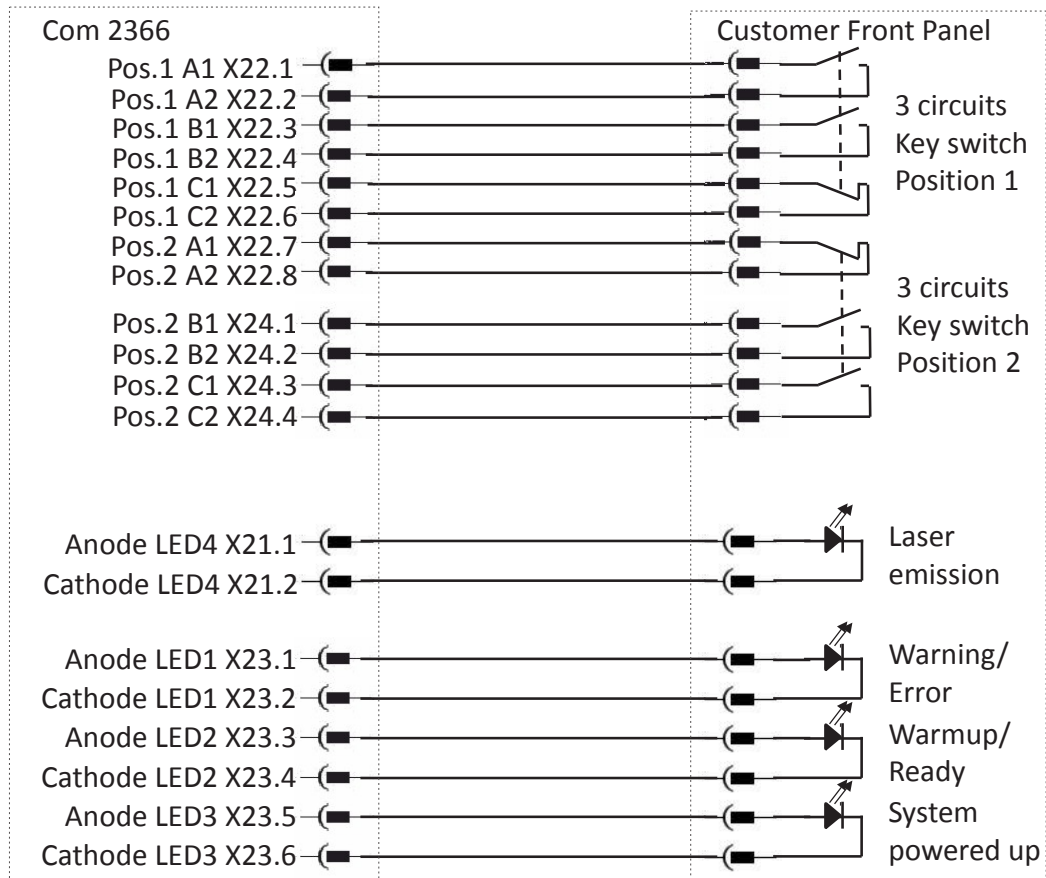 Com 2366
Customer Front Panel
Pos.1 A1 X22.1
Pos.1 A2 X22.2
Pos.1 B1 X22.3
Pos.1 B2 X22.4
Pos.1 C1 X22.5
Pos.1 C2 X22.6
Pos.2 A1 X22.7
Pos.2 A2 X22.8
Pos.2 B1 X24.1
Pos.2 B2 X24.2
Pos.2 C1 X24.3
Pos.2 C2 X24.4
3 circuits
Key switch
Position 1
3 circuits
Key switch
Position 2
Anode LED4 X21.1
Cathode LED4 X21.2
Laser
emission
Anode LED1 X23.1
Cathode LED1 X23.2
Anode LED2 X23.3
Cathode LED2 X23.4
Anode LED3 X23.5
Cathode LED3 X23.6
Warning/
Error
Warmup/
Ready
System
powered up